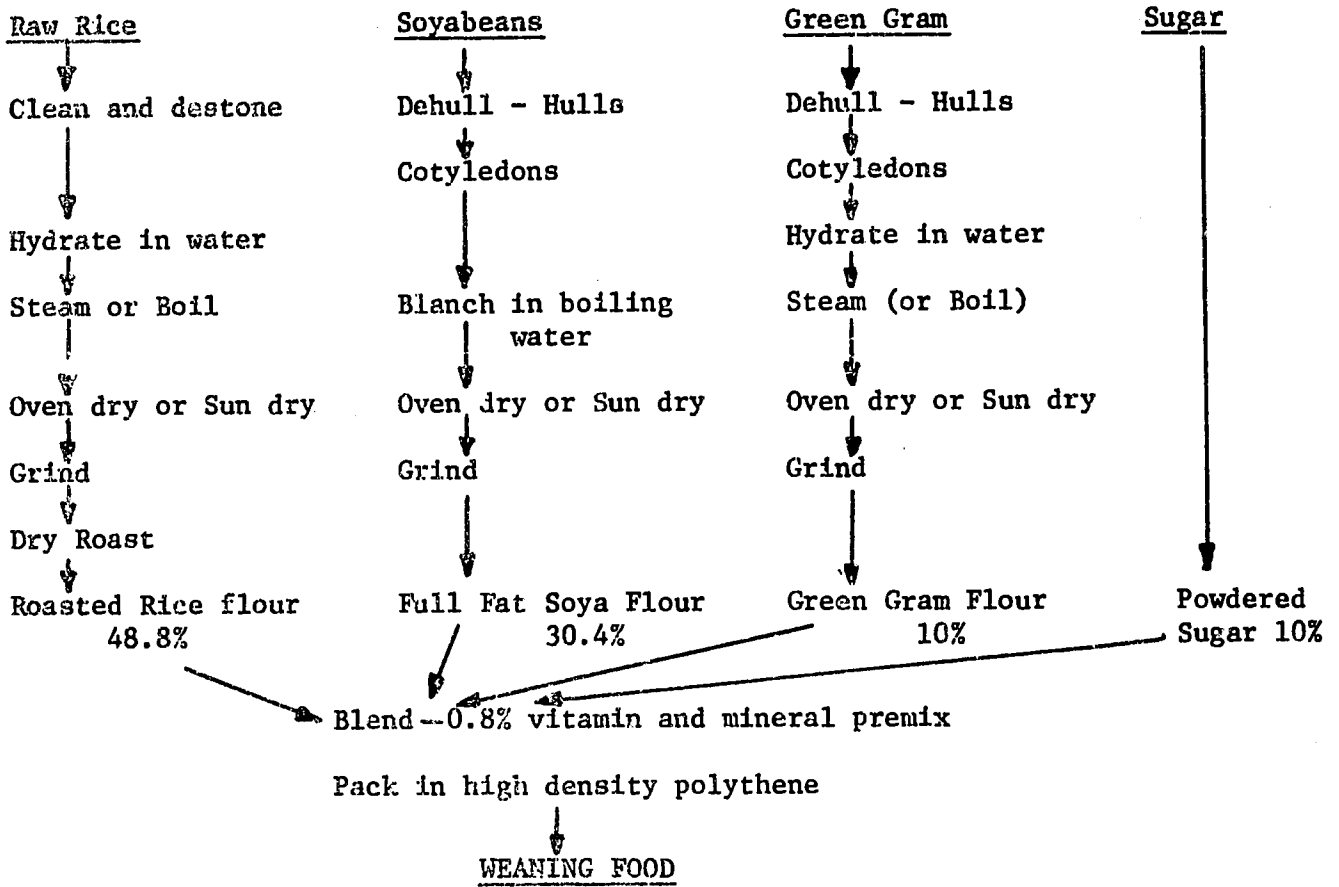 Raw Rice
Clean and destone
Hydrate in water
Steam or Boil
Oven dry or Sun dry
Grind
Dry Roast
Roasted Rice flour
48.8%
Soyabeans
Dehull - Hulls
Cotyledons
Blanch in boiling
water
Oven dry or Sun dry
Grind
Full Fat Soya Flour
30.4%
Green Gram
Dehull - Hulls
Cotyledons
Hydrate in water
Steam (or Boil)
Oven dry or Sun dry
Grind
Green Gram Flour
10%
Sugar
Powdered
Sugar 10%
Blend--0.8% vitamin and mineral premix
Pack in high density polythene
WEANING FOOD